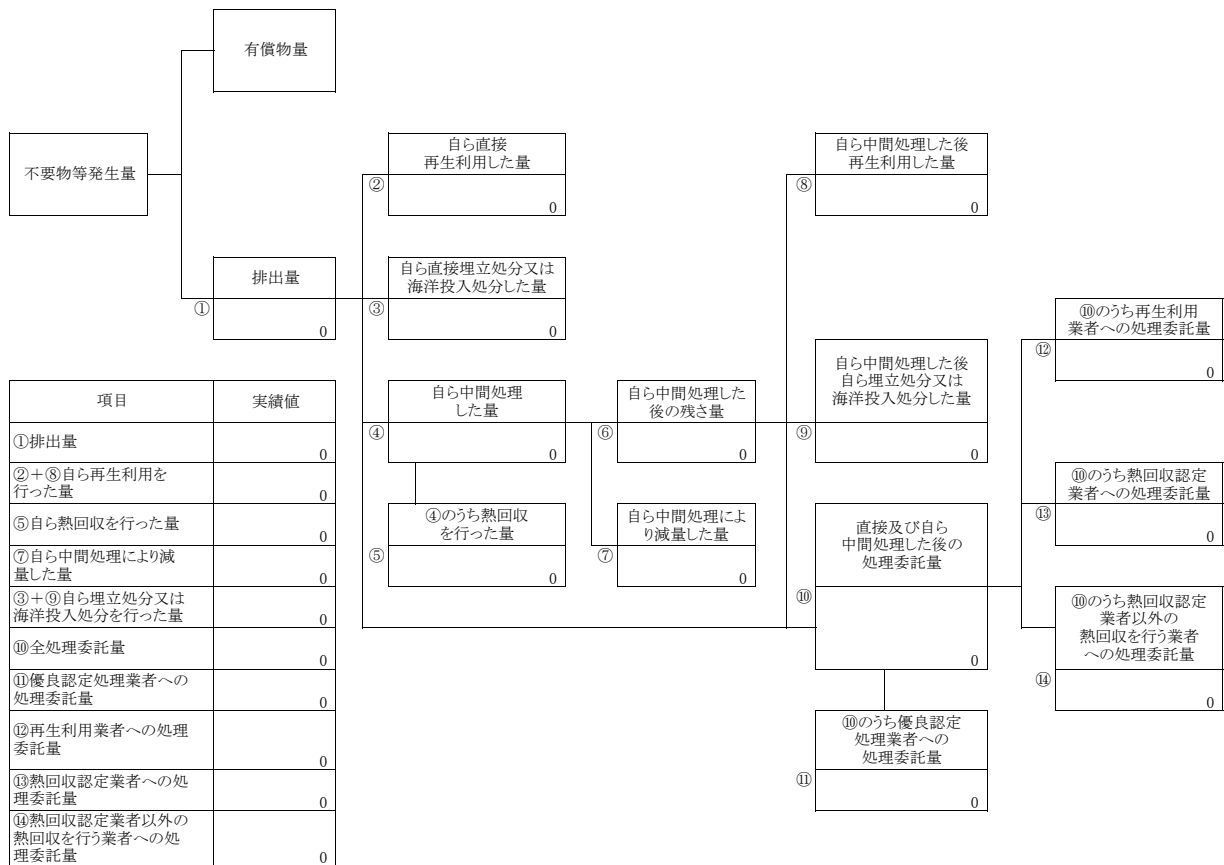 有償物量
不要物等発生量
排出量
①
0
自ら直接
再生利用した量
②
0
自ら直接埋立処分又は
海洋投入処分した量
③
0
自ら中間処理
した量
④
0
④のうち熱回収
を行った量
⑤
0
自ら中間処理した
後の残さ量
⑥
0
自ら中間処理によ
り減量した量
⑦
0
自ら中間処理した後
再生利用した量
⑧
0
自ら中間処理した後
自ら埋立処分又は
海洋投入処分した量
⑨
0
直接及び自ら
中間処理した後の
処理委託量
⑩
0
⑩のうち優良認定
処理業者への
処理委託量
⑪
0
⑩のうち再生利用
業者への処理委託量
⑫
0
⑩のうち熱回収認定
業者への処理委託量
⑬
0
⑩のうち熱回収認定
業者以外の
熱回収を行う業者
への処理委託量
⑭
0
項目 実績値
①排出量
0
②+⑧自ら再生利用を
行った量
0
⑤自ら熱回収を行った量
0
⑦自ら中間処理により減
量した量
0
③+⑨自ら埋立処分又は
海洋投入処分を行った量
0
⑩全処理委託量
0
⑪優良認定処理業者への
処理委託量
0
⑫再生利用業者への処理
委託量
0
⑬熱回収認定業者への処
理委託量
0
⑭熱回収認定業者以外の
熱回収を行う業者への処
理委託量
0